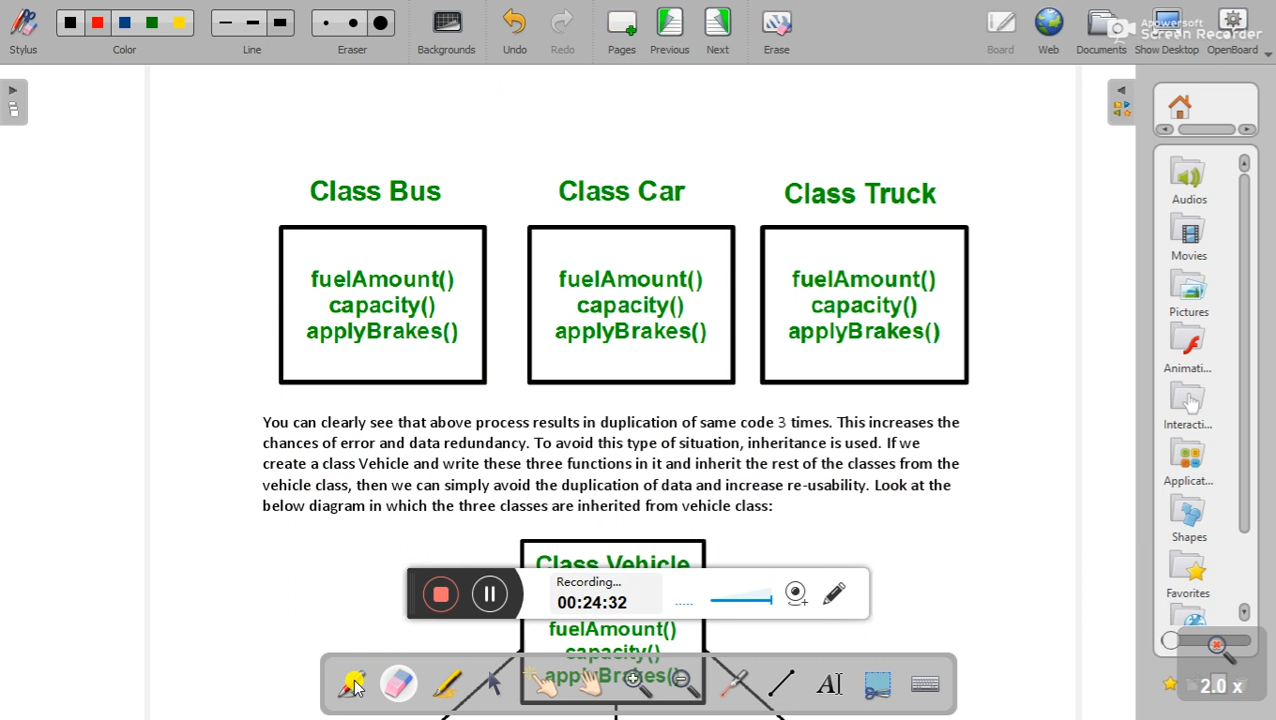 Apowersoft
Screen Recorder
Stylus
Color
Line
Eraser
Backgrounds
Undo
Redo
Pages
Previous
Next
Erase
Board
Web
Documents
Show Desktop
OpenBoard
Class Bus
Class Car
Class Truck
fuelAmount()
capacity()
applyBrakes()
fuelAmount()
capacity()
applyBrakes()
fuelAmount()
capacity()
applyBrakes()
You can clearly see that above process results in duplication of same code 3 times. This increases the
chances of error and data redundancy. To avoid this type of situation, inheritance is used. If we
create a class Vehicle and write these three functions in it and inherit the rest of the classes from the
vehicle class, then we can simply avoid the duplication of data and increase re-usability. Look at the
below diagram in which the three classes are inherited from vehicle class:
Class Vehicle
Recording...
00:24:32
.....
fuelAmount()
capacity()
applyBrakes()
AI
Audios
Movies
Pictures
Animati...
Interacti...
Applicat...
Shapes
Favorites
2.0 x